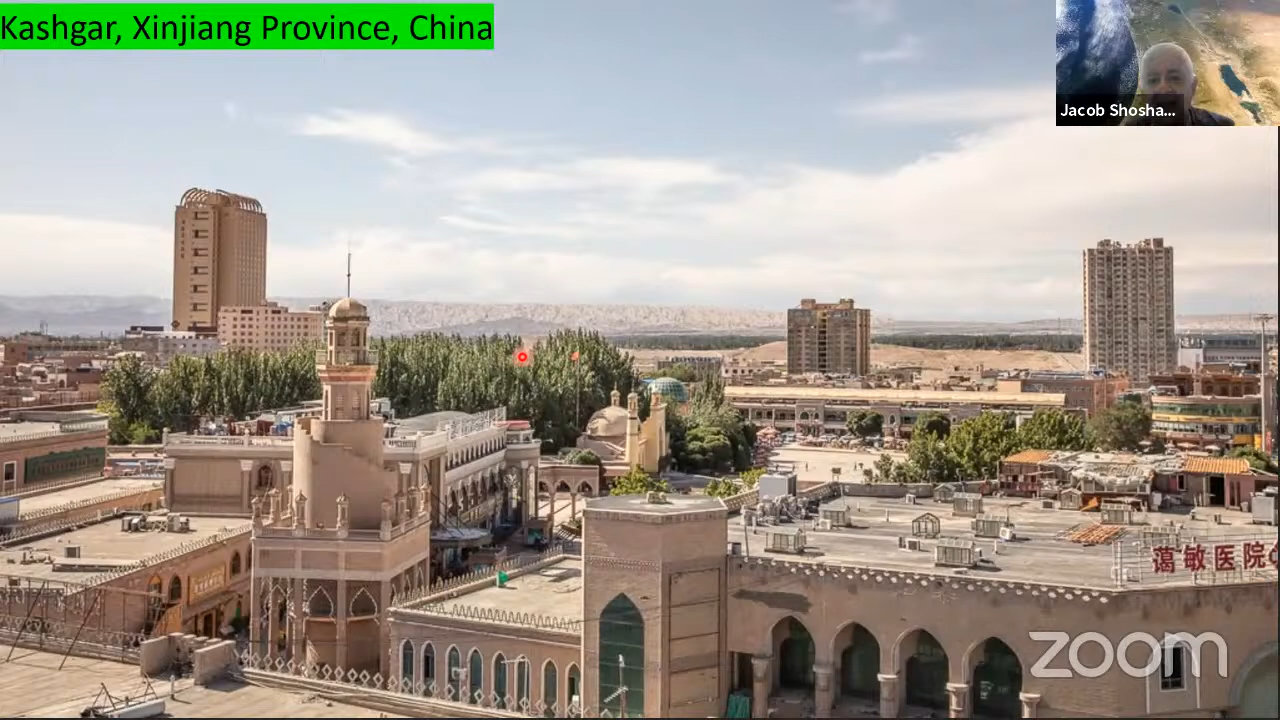 Kashgar, Xinjiang Province, China
Jacob Shosha...
蔼敏医院
zoom